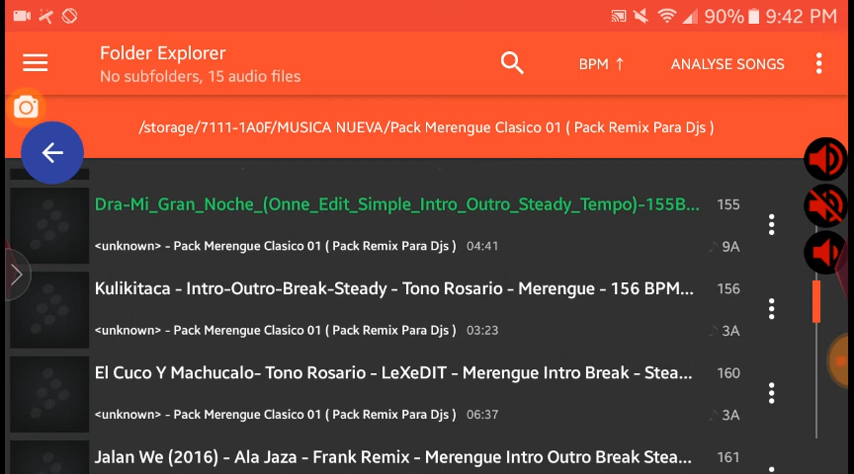 90% 9:42 PM
Folder Explorer
No subfolders, 15 audio files
BPM ↑
ANALYSE SONGS
/storage/7111-1A0F/MUSICA NUEVA/Pack Merengue Clasico 01 ( Pack Remix Para Djs )
Dra-Mi_Gran_Noche_(Onne_Edit_Simple_Intro_Outro_Steady_Tempo)-155B... 155
<unknown> - Pack Merengue Clasico 01 ( Pack Remix Para Djs ) 04:41 9A
Kulikitaca - Intro-Outro-Break-Steady - Tono Rosario - Merengue - 156 BPM... 156
<unknown> - Pack Merengue Clasico 01 ( Pack Remix Para Djs ) 03:23 3A
El Cuco Y Machucalo- Tono Rosario - LeXeDIT - Merengue Intro Break - Stea... 160
<unknown> - Pack Merengue Clasico 01 ( Pack Remix Para Djs ) 06:37 3A
Jalan We (2016) - Ala Jaza - Frank Remix - Merengue Intro Outro Break Stea... 161